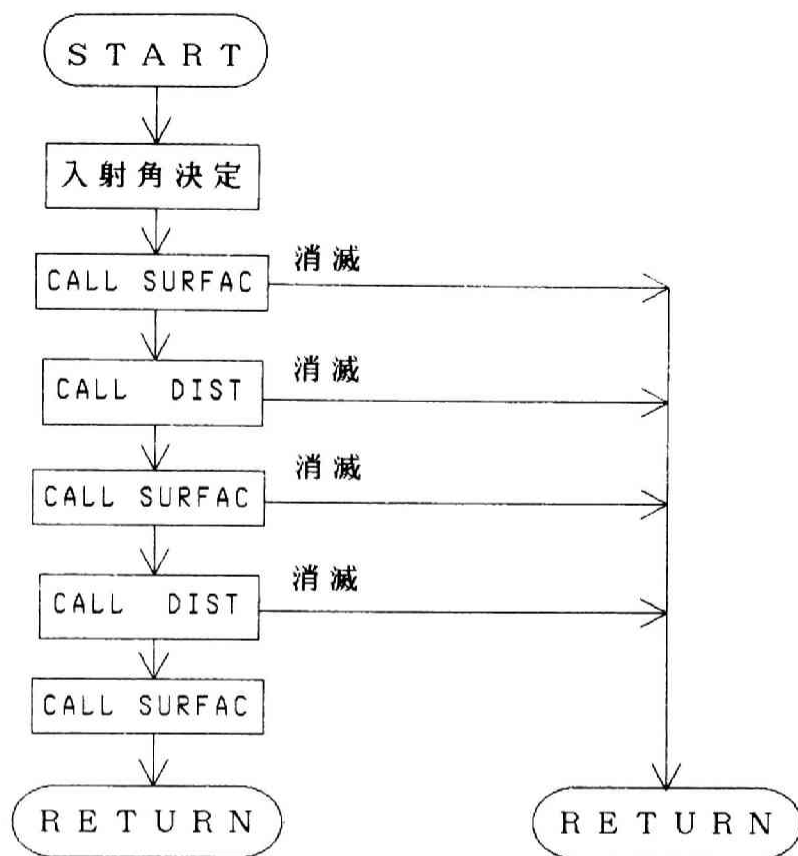 START
入射角決定
CALL SURFAC
消滅
CALL DIST
消滅
CALL SURFAC
消滅
CALL DIST
消滅
CALL SURFAC
RETURN
RETURN